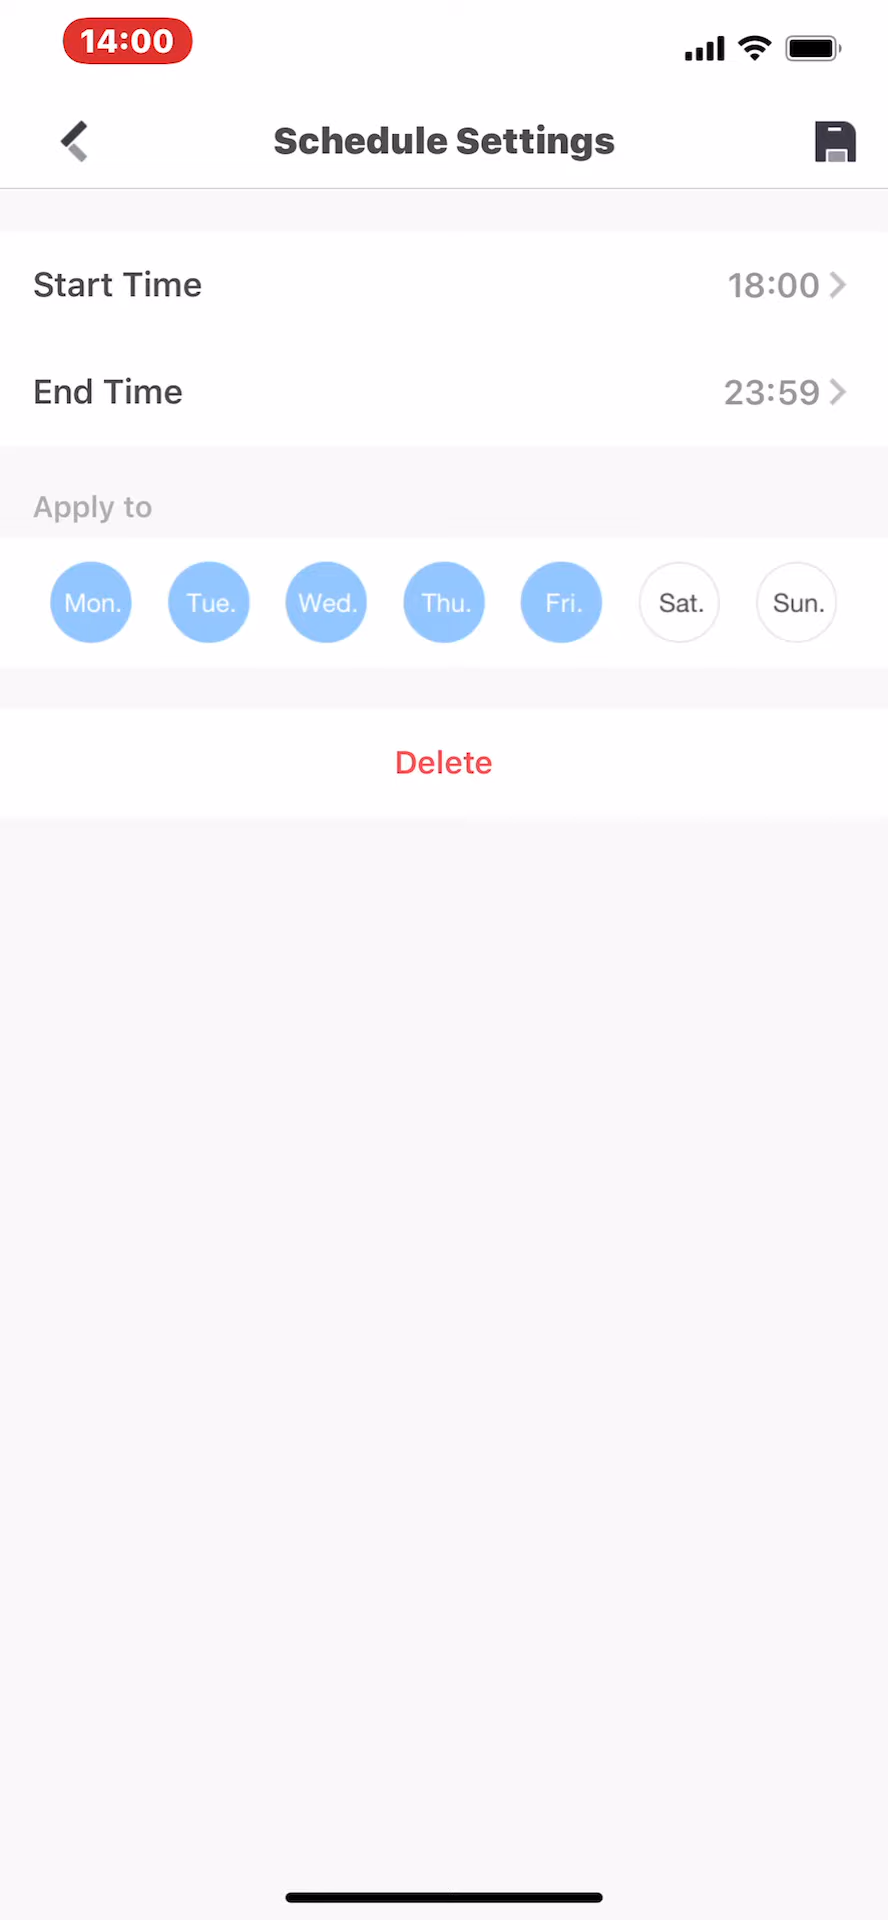 14:00
Schedule Settings
Start Time 18:00
End Time 23:59
Apply to
Mon. Tue. Wed. Thu. Fri. Sat. Sun.
Delete